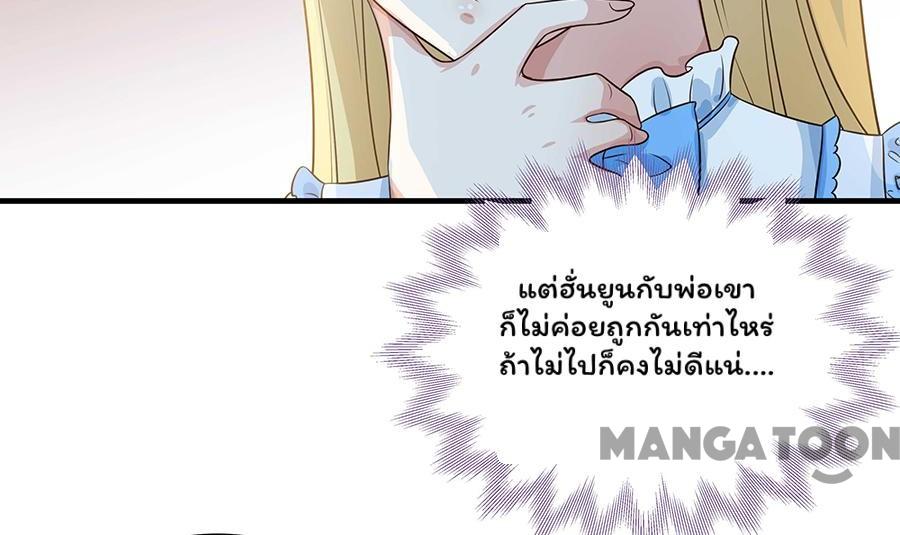 แต่ฮั่นยูนกับพ่อเขา
ก็ไม่ค่อยถูกกันเท่าไหร่
ถ้าไม่ไปก็คงไม่ดีแน่....
MANGATOON